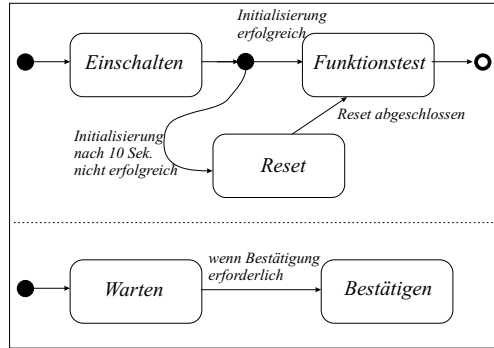 Initialisierung
erfolgreich
Einschalten
Funktionstest
Initialisierung
nach 10 Sek.
nicht erfolgreich
Reset abgeschlossen
Reset
wenn Bestätigung
erforderlich
Warten
Bestätigen